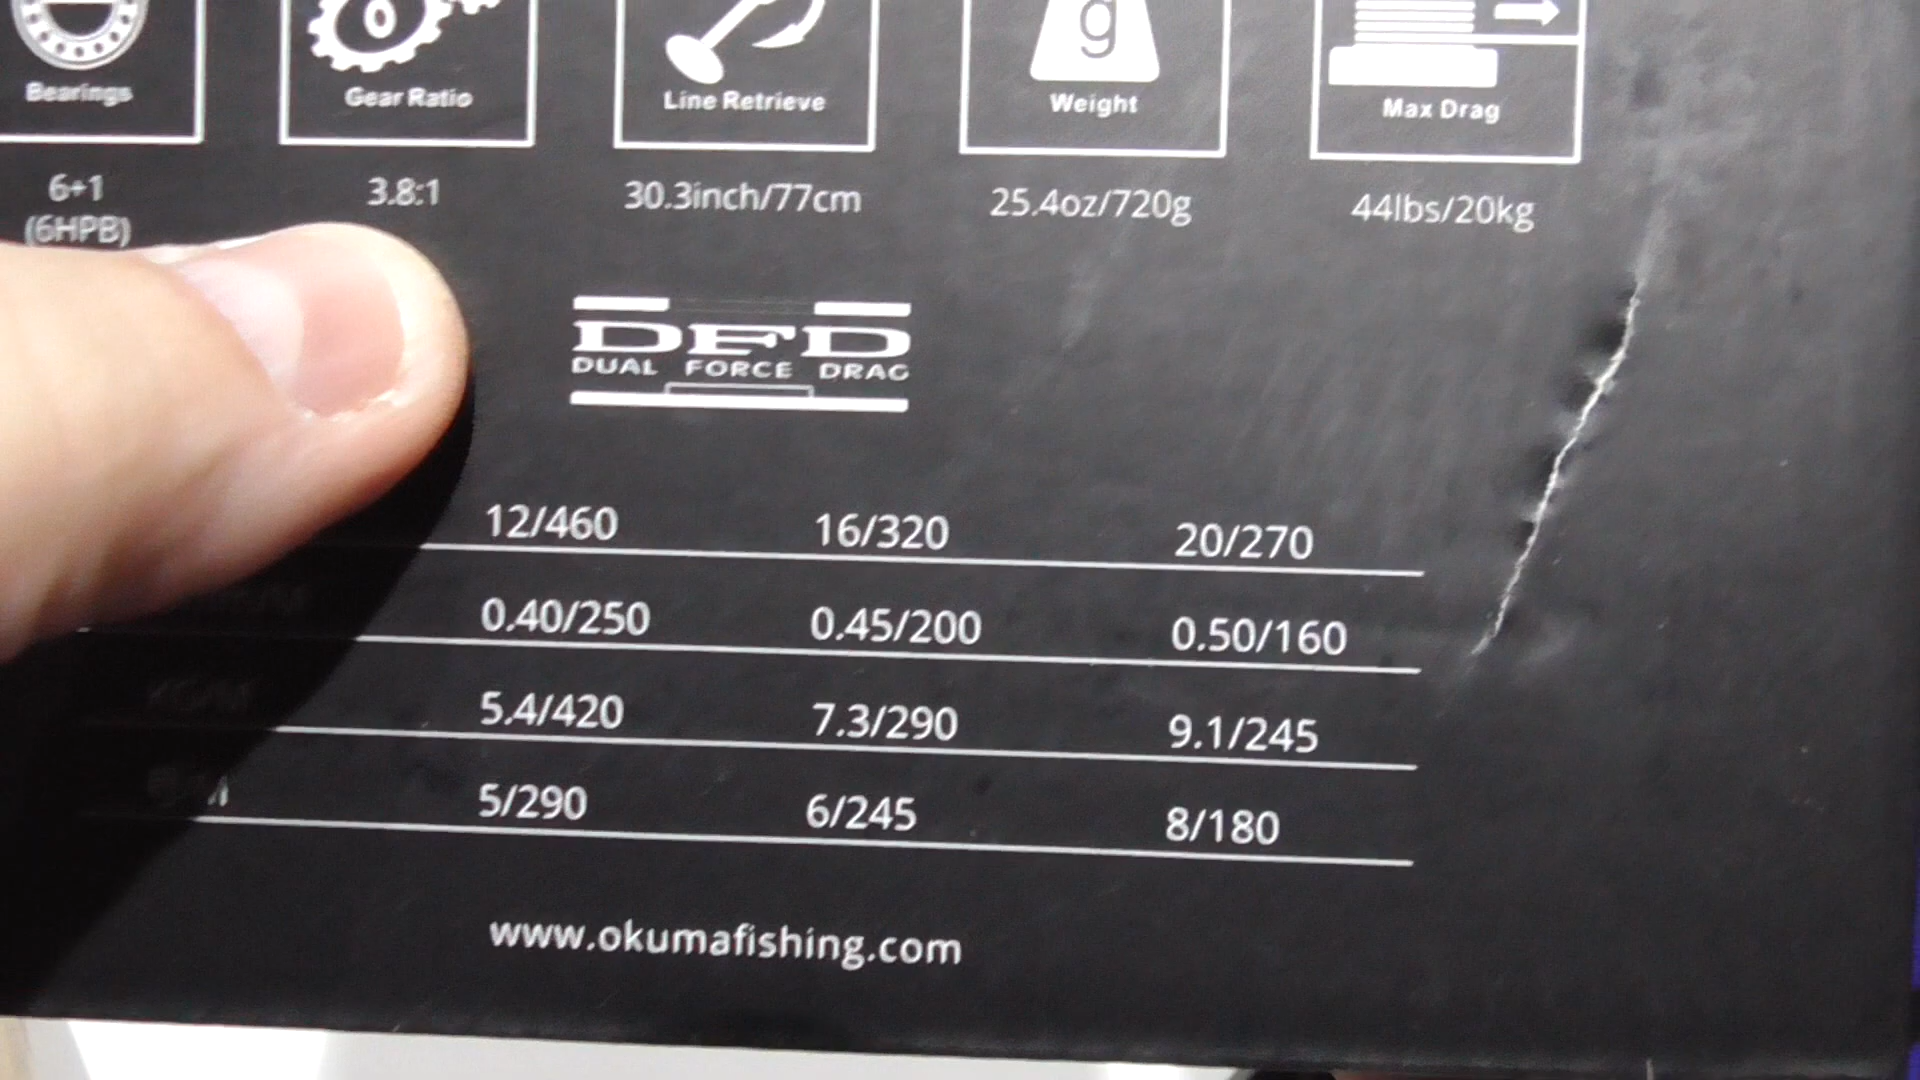 Bearings Gear Ratio Line Retrieve Weight Max Drag
g
6+1 3.8:1 30.3inch/77cm 25.4oz/720g 44lbs/20kg
(6HPB)
DFD
DUAL FORCE DRAG
12/460 16/320 20/270
0.40/250 0.45/200 0.50/160
5.4/420 7.3/290 9.1/245
5/290 6/245 8/180
www.okumafishing.com